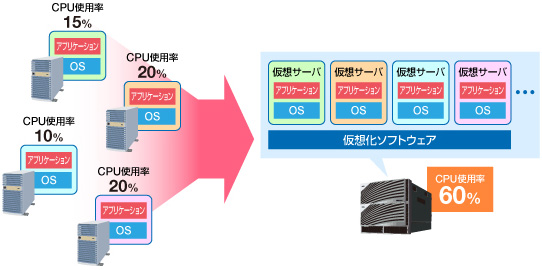 CPU使用率
15%
アプリケーション
OS
CPU使用率
20%
アプリケーション
OS
CPU使用率
10%
アプリケーション
OS
CPU使用率
20%
アプリケーション
OS
仮想サーバ 仮想サーバ 仮想サーバ 仮想サーバ
アプリケーション アプリケーション アプリケーション アプリケーション
OS OS OS OS
•••
仮想化ソフトウェア
CPU使用率
60%